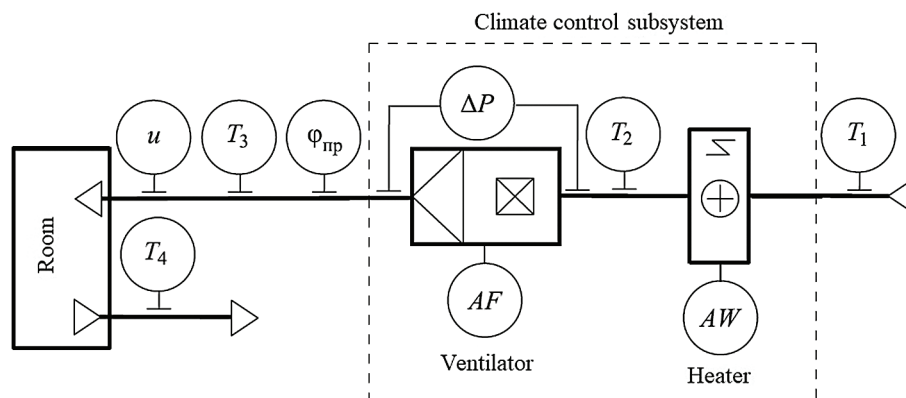 Climate control subsystem
ΔP
u
T3
φпр
T2
T1
Room
T4
AF
AW
Ventilator
Heater